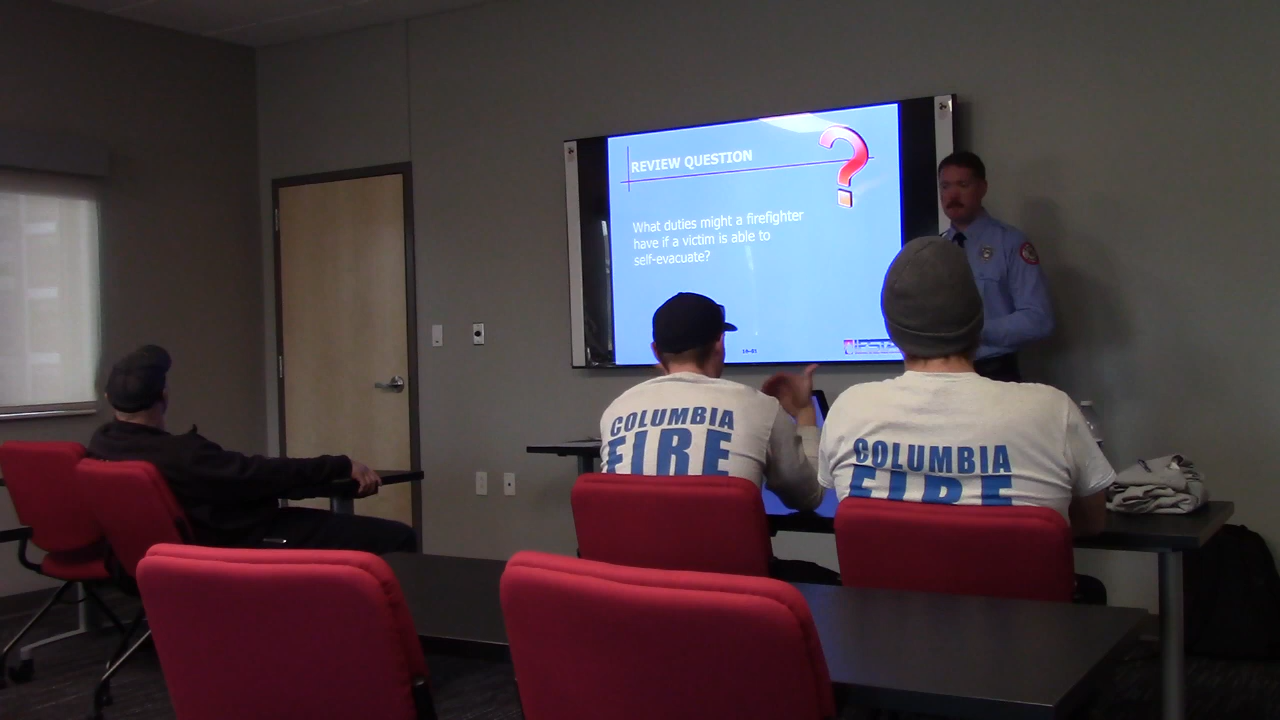 REVIEW QUESTION
What duties might a firefighter
have if a victim is able to
self-evacuate?
COLUMBIA
FIRE
COLUMBIA
FIRE